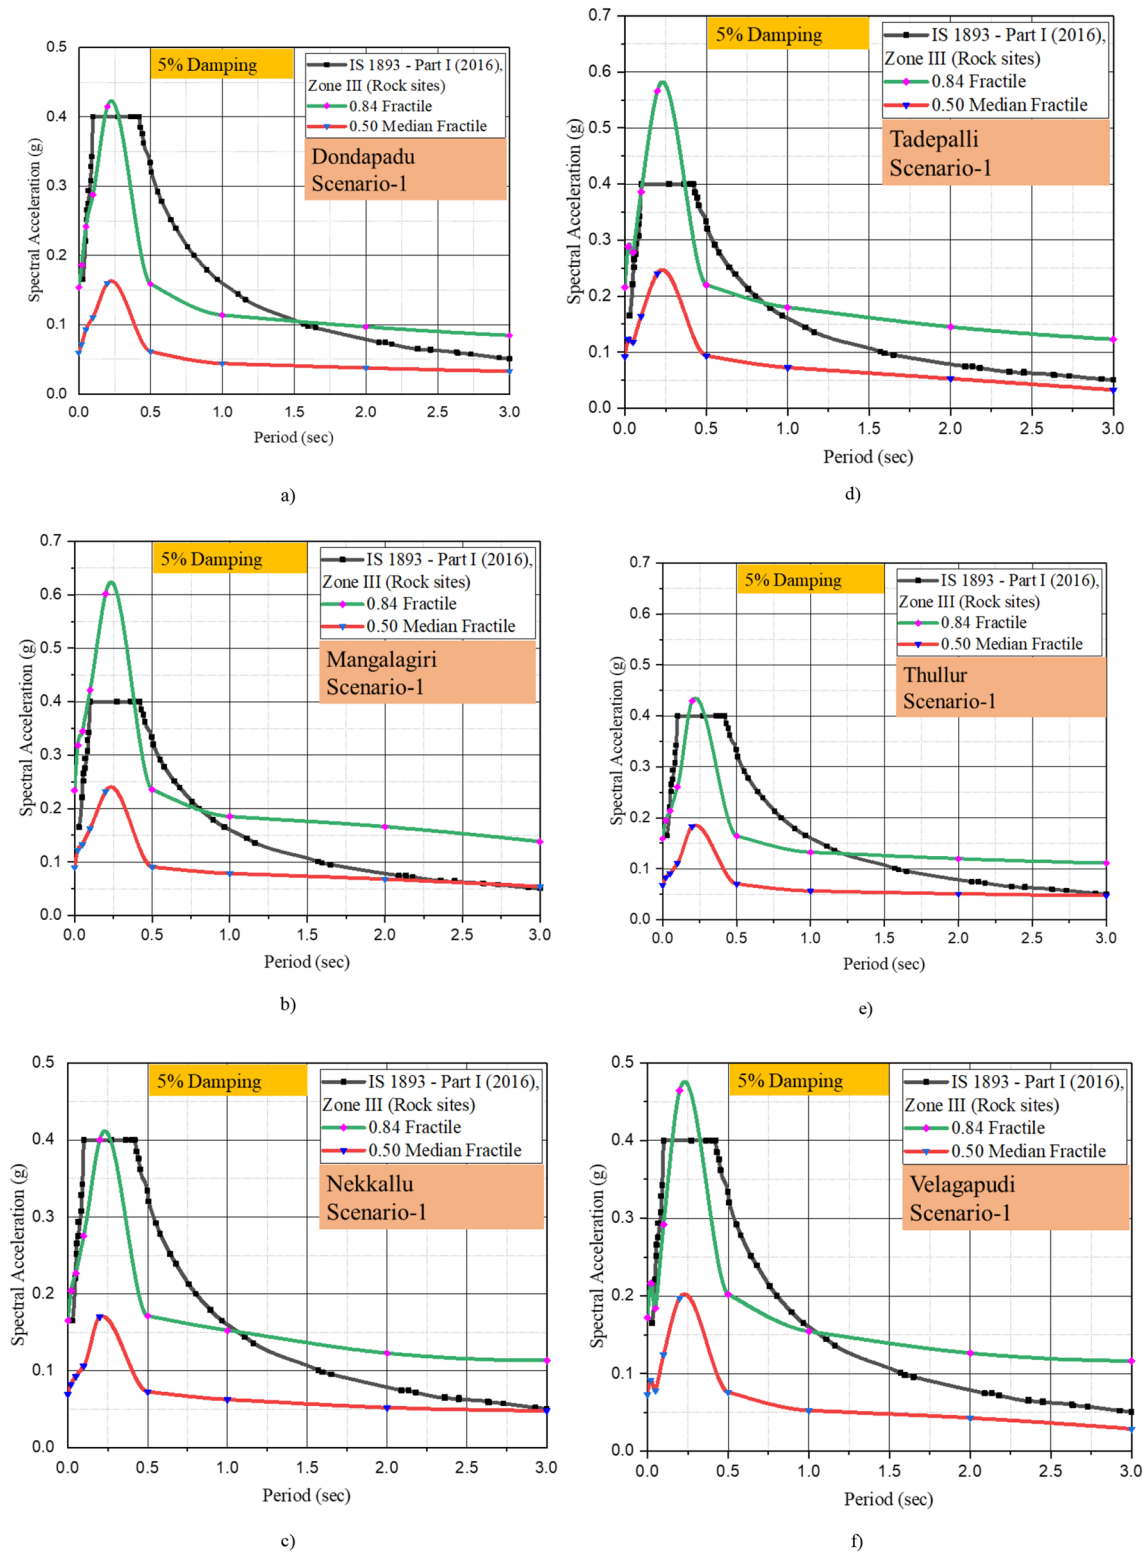 5% Damping
IS 1893 - Part I (2016),
Zone III (Rock sites)
0.84 Fractile
0.50 Median Fractile
Dondapadu
Scenario-1
Spectral Acceleration (g)
0.5
0.4
0.3
0.2
0.1
0.0
0.0 0.5 1.0 1.5 2.0 2.5 3.0
Period (sec)
a)
5% Damping
IS 1893 - Part I (2016),
Zone III (Rock sites)
0.84 Fractile
0.50 Median Fractile
Tadepalli
Scenario-1
Spectral Acceleration (g)
0.7
0.6
0.5
0.4
0.3
0.2
0.1
0.0
0.0 0.5 1.0 1.5 2.0 2.5 3.0
Period (sec)
d)
5% Damping
IS 1893 - Part I (2016),
Zone III (Rock sites)
0.84 Fractile
0.50 Median Fractile
Mangalagiri
Scenario-1
Spectral Acceleration (g)
0.7
0.6
0.5
0.4
0.3
0.2
0.1
0.0
0.0 0.5 1.0 1.5 2.0 2.5 3.0
Period (sec)
b)
5% Damping
IS 1893 - Part I (2016),
Zone III (Rock sites)
0.84 Fractile
0.50 Median Fractile
Thullur
Scenario-1
Spectral Acceleration (g)
0.7
0.6
0.5
0.4
0.3
0.2
0.1
0.0
0.0 0.5 1.0 1.5 2.0 2.5 3.0
Period (sec)
e)
5% Damping
IS 1893 - Part I (2016),
Zone III (Rock sites)
0.84 Fractile
0.50 Median Fractile
Nekkallu
Scenario-1
Spectral Acceleration (g)
0.5
0.4
0.3
0.2
0.1
0.0
0.0 0.5 1.0 1.5 2.0 2.5 3.0
Period (sec)
c)
5% Damping
IS 1893 - Part I (2016),
Zone III (Rock sites)
0.84 Fractile
0.50 Median Fractile
Velagapudi
Scenario-1
Spectral Acceleration (g)
0.5
0.4
0.3
0.2
0.1
0.0
0.0 0.5 1.0 1.5 2.0 2.5 3.0
Period (sec)
f)